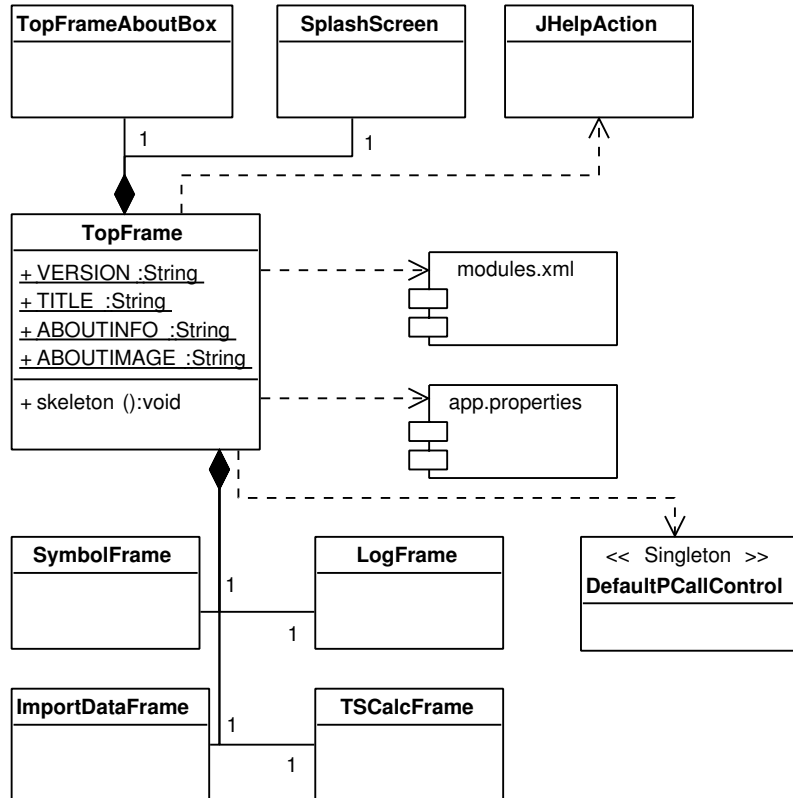 TopFrameAboutBox
SplashScreen
JHelpAction
1
1
TopFrame
+ VERSION :String
+ TITLE :String
+ ABOUTINFO :String
+ ABOUTIMAGE :String
+ skeleton ():void
modules.xml
app.properties
SymbolFrame
1
1
LogFrame
<< Singleton >>
DefaultPCallControl
ImportDataFrame
1
1
TSCalcFrame